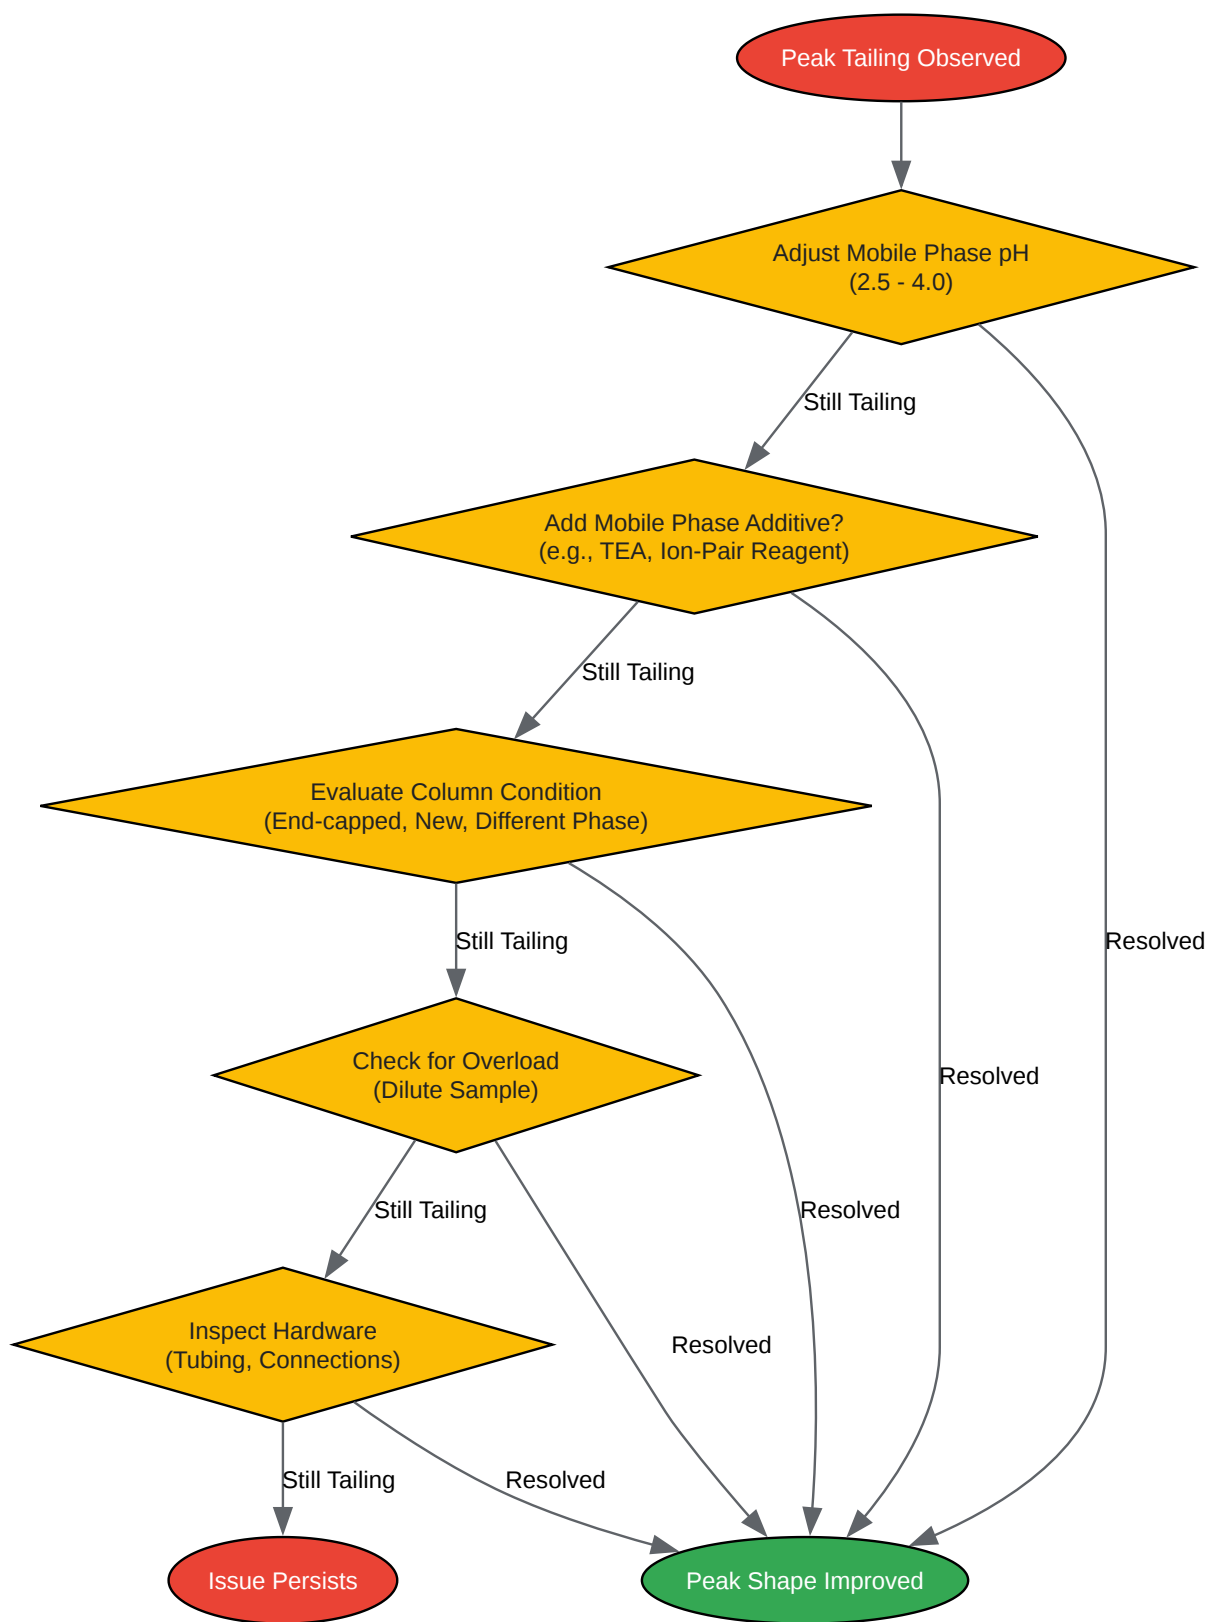 Peak Tailing Observed
Adjust Mobile Phase pH
(2.5 - 4.0)
Still Tailing
Add Mobile Phase Additive?
(e.g., TEA, Ion-Pair Reagent)
Still Tailing
Evaluate Column Condition
(End-capped, New, Different Phase)
Still Tailing
Resolved
Check for Overload
(Dilute Sample)
Resolved
Still Tailing
Resolved
Inspect Hardware
(Tubing, Connections)
Resolved
Still Tailing
Resolved
Issue Persists
Peak Shape Improved